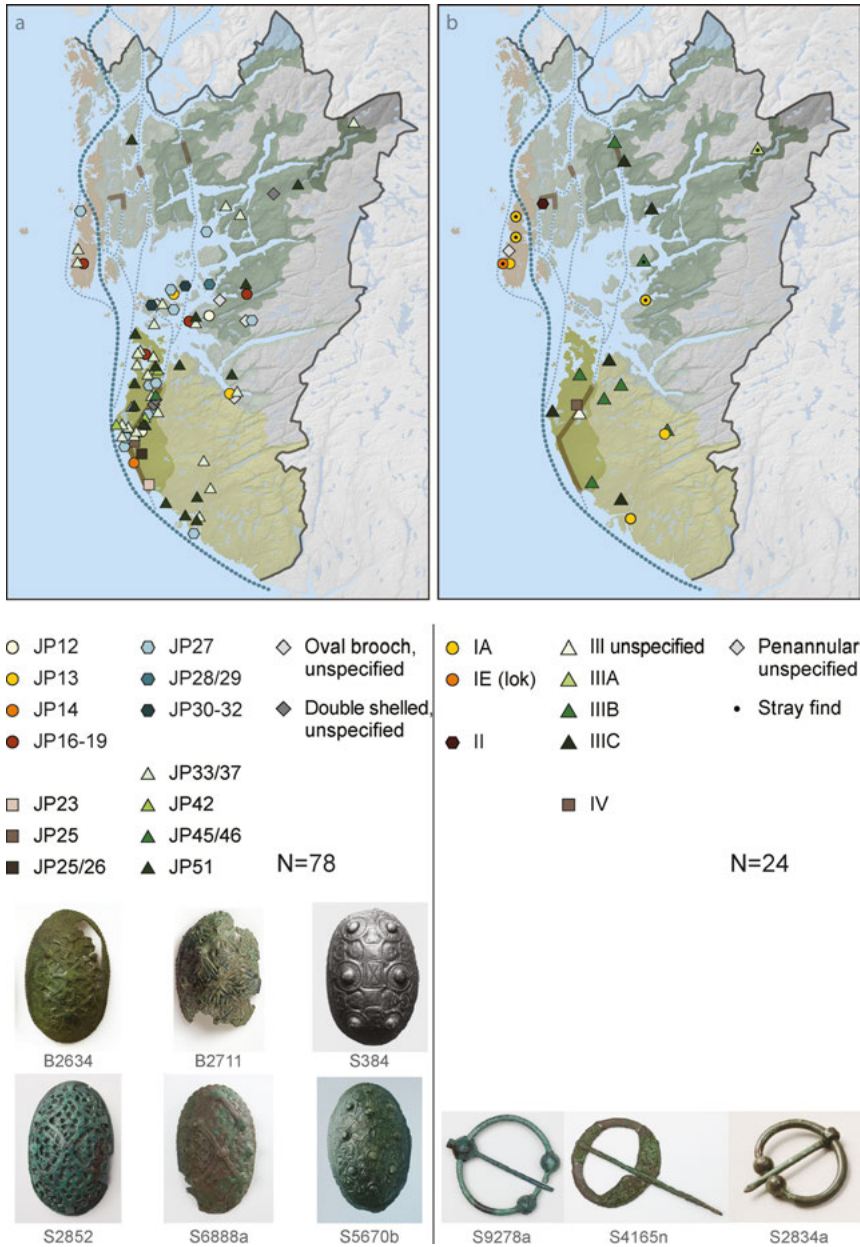 a
b
JP12
JP13
JP14
JP16-19
JP23
JP25
JP25/26
JP27
JP28/29
JP30-32
JP33/37
JP42
JP45/46
JP51
Oval brooch,
unspecified
Double shelled,
unspecified
N=78
B2634
B2711
S384
S2852
S6888a
S5670b
IA
IE (lok)
II
III unspecified
IIIA
IIIB
IIIC
IV
Penannular
unspecified
Stray find
N=24
S9278a
S4165n
S2834a